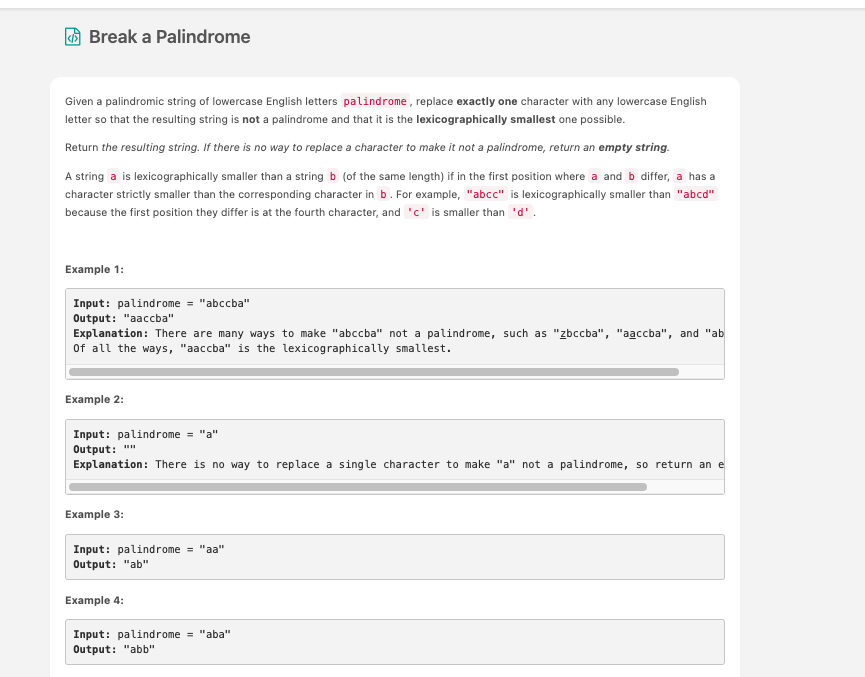 Break a Palindrome
Given a palindromic string of lowercase English letters palindrome, replace exactly one character with any lowercase English
letter so that the resulting string is not a palindrome and that it is the lexicographically smallest one possible.
Return the resulting string. If there is no way to replace a character to make it not a palindrome, return an empty string.
A string a is lexicographically smaller than a string b (of the same length) if in the first position where a and b differ, a has a
character strictly smaller than the corresponding character in b. For example, "abcc" is lexicographically smaller than "abcd"
because the first position they differ is at the fourth character, and 'c' is smaller than 'd'.
Example 1:
Input: palindrome = "abccba"
Output: "aaccba"
Explanation: There are many ways to make "abccba" not a palindrome, such as "zbccba", "aaccba", and "ab
Of all the ways, "aaccba" is the lexicographically smallest.
Example 2:
Input: palindrome = "a"
Output: ""
Explanation: There is no way to replace a single character to make "a" not a palindrome, so return an e
Example 3:
Input: palindrome = "aa"
Output: "ab"
Example 4:
Input: palindrome = "aba"
Output: "abb"